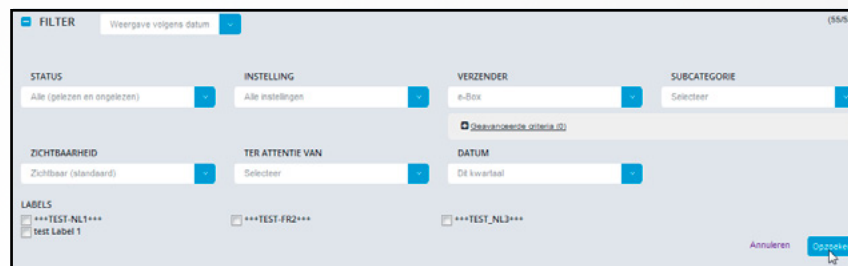 FILTER Weergave volgens datum (55/5
STATUS INSTELLING VERZENDER SUBCATEGORIE
Alle (gelezen en ongelezen) Alle instellingen e-Box Selecteer
Geavanceerde criteria (0)
ZICHTBAARHEID TER ATTENTIE VAN DATUM
Zichtbaar (standaard) Selecteer Dit kwartaal
LABELS
***TEST-NL1*** ***TEST-FR2*** ***TEST_NL3***
test Label 1
Annuleren Opzoeken